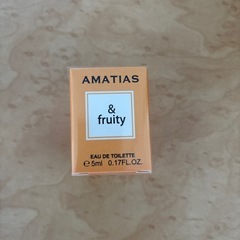 AMATIAS
&
fruity
EAU DE TOILETTE
℮5ml 0.17FL.OZ.